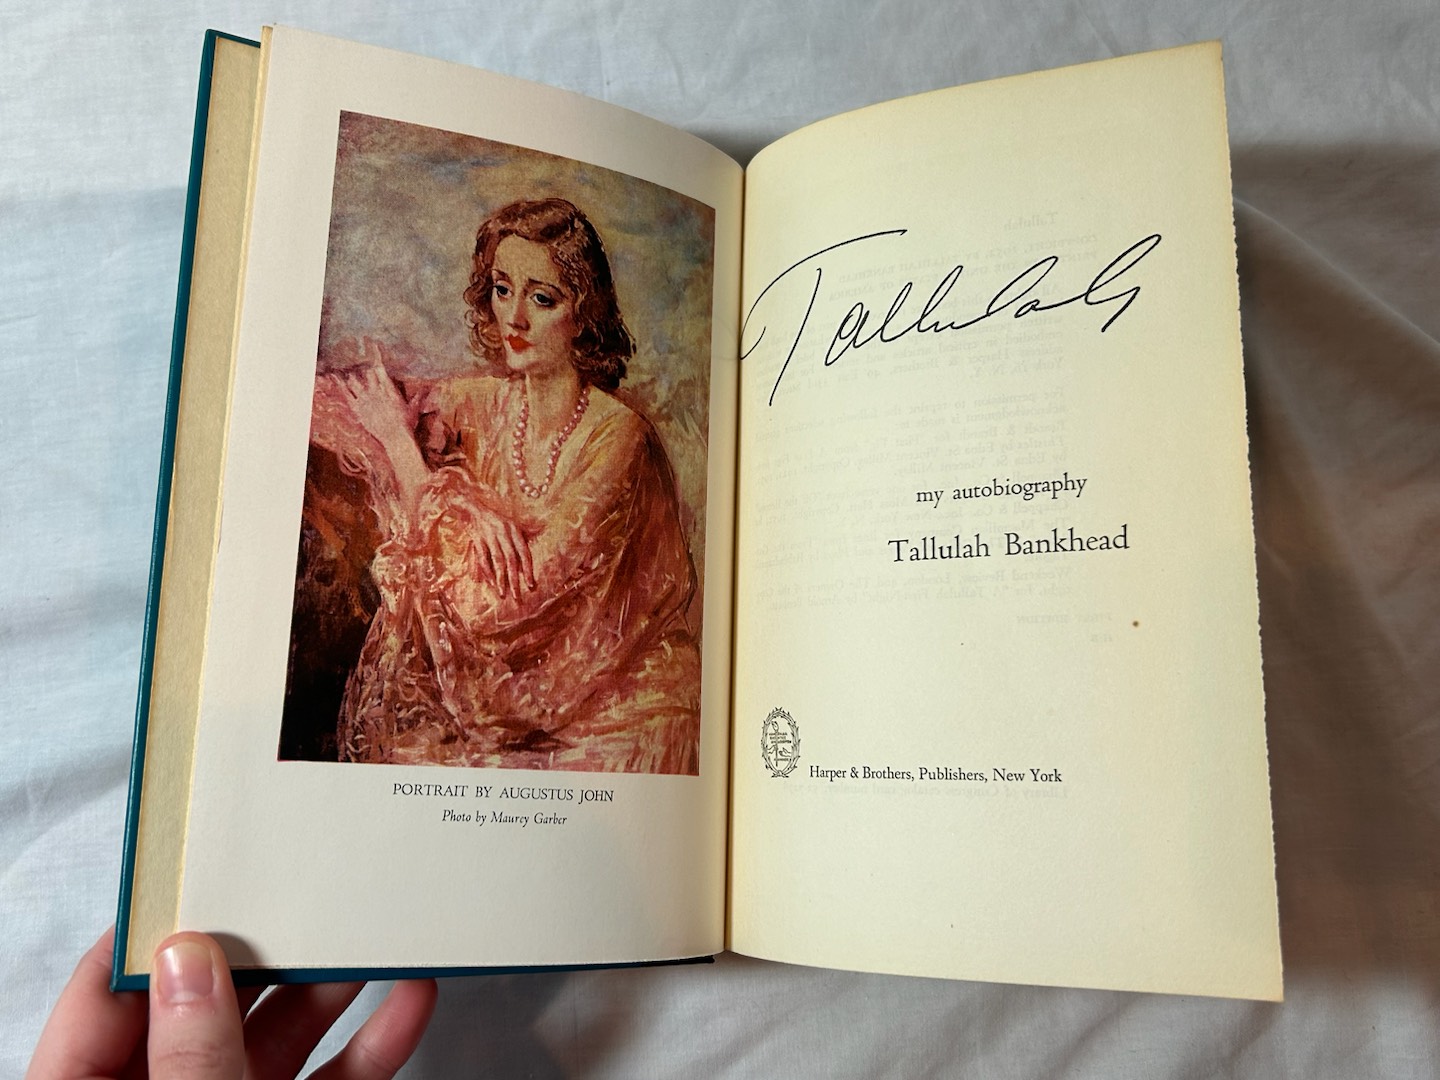 PORTRAIT BY AUGUSTUS JOHN
Photo by Maurey Garber
Tallulah
my autobiography
Tallulah Bankhead
Harper & Brothers, Publishers, New York